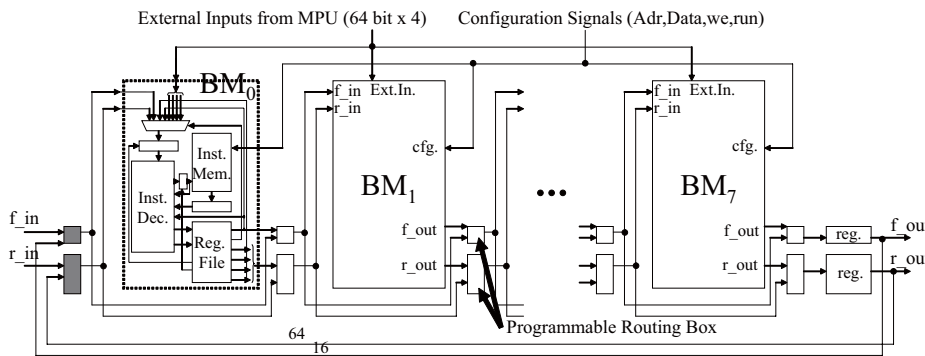 External Inputs from MPU (64 bit x 4)
Configuration Signals (Adr,Data,we,run)
BM0
Ext.In.
Ext.In.
f_in
r_in
f_in
r_in
Inst.
Mem.
cfg.
cfg.
BM1
•••
BM7
Inst.
Dec.
f_in
r_in
Reg.
File
f_out
r_out
f_out
r_out
reg.
reg.
f_ou
r_ou
Programmable Routing Box
64
16